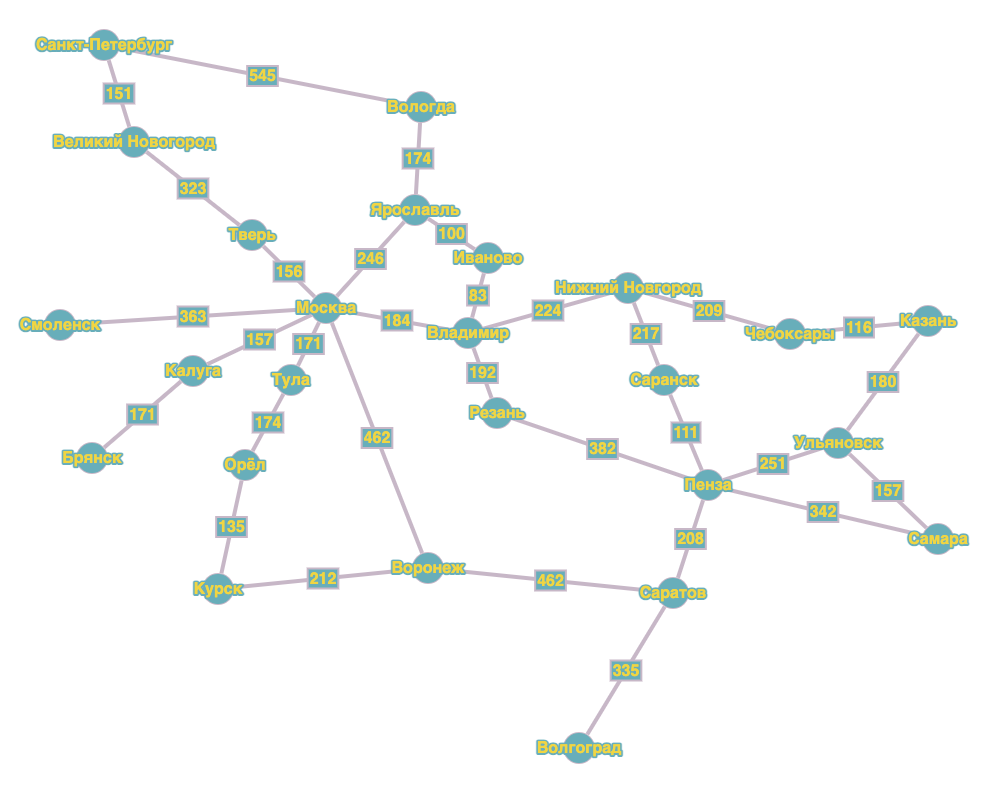 Санкт-Петербург
545
151
Вологда
Великий Новогород
174
323
Ярославль
100
Тверь
246
Иваново
156
Нижний Новгород
83
Москва
224
209
363
184
Казань
Смоленск
116
Владимир
Чебоксары
217
157
171
Калуга
192
Тула
Саранск
180
Резань
171
174
111
462
Ульяновск
382
Брянск
Орёл
251
Пенза
157
342
135
208
Самара
Воронеж
212
462
Курск
Саратов
335
Волгоград